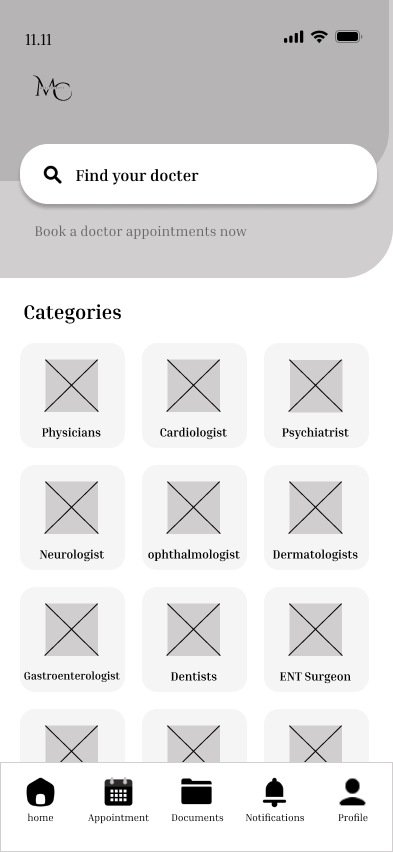 11.11
MC
Find your docter
Book a doctor appointments now
Categories
Physicians Cardiologist Psychiatrist
Neurologist ophthalmologist Dermatologists
Gastroenterologist Dentists ENT Surgeon
home Appointment Documents Notifications Profile